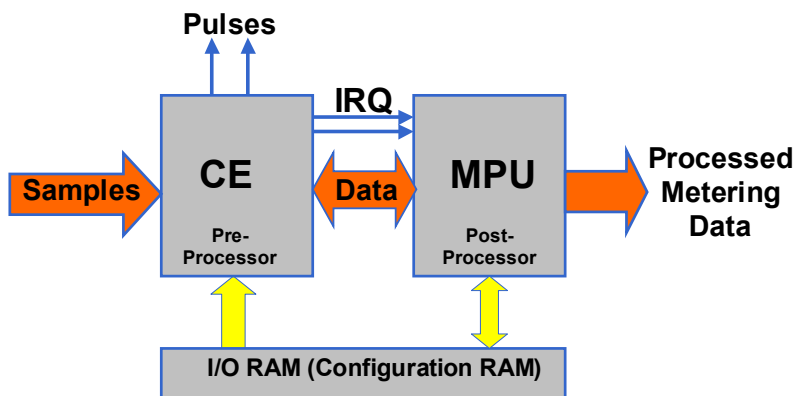 Pulses
IRQ
Samples
CE
Data
MPU
Processed
Metering
Data
Pre-
Processor
Post-
Processor
I/O RAM (Configuration RAM)